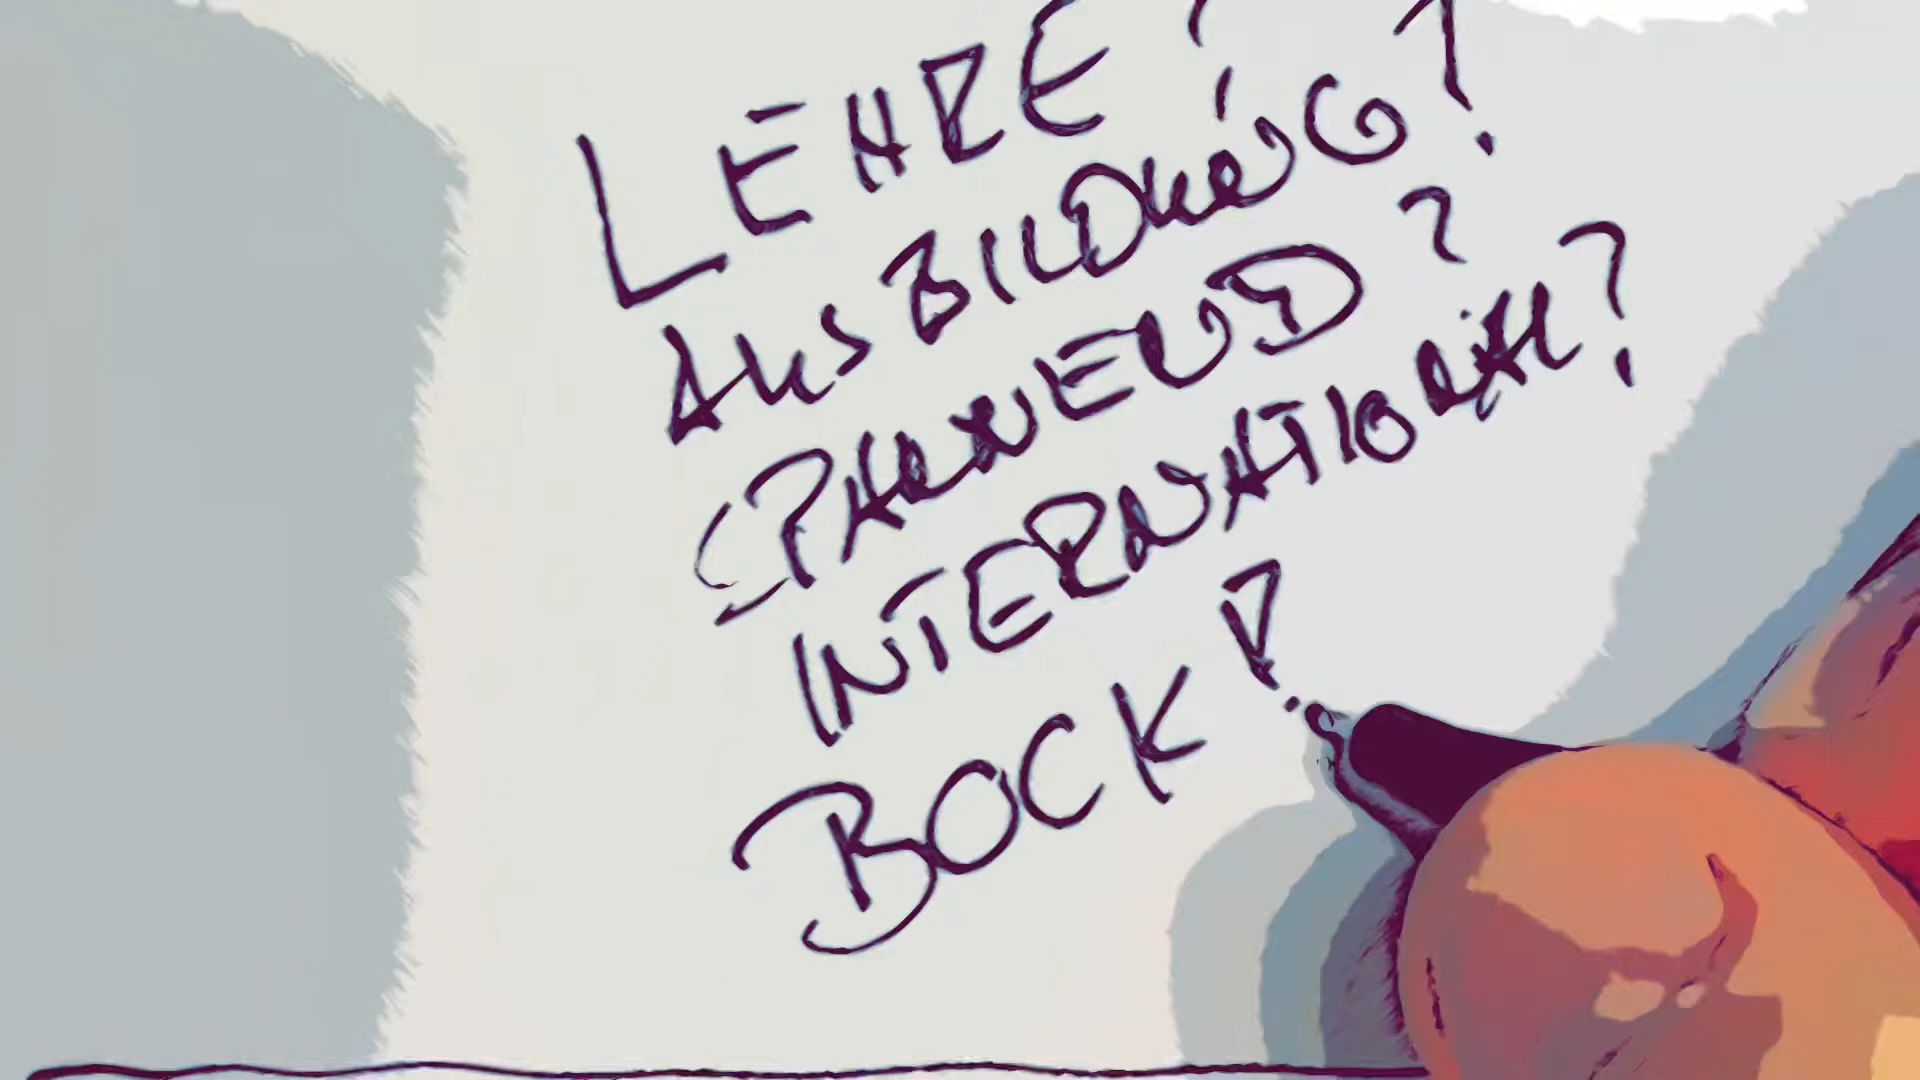 LEHRE?
AUSBILDUNG?
SPANNEND?
INTERNATIONAL?
BOCK!